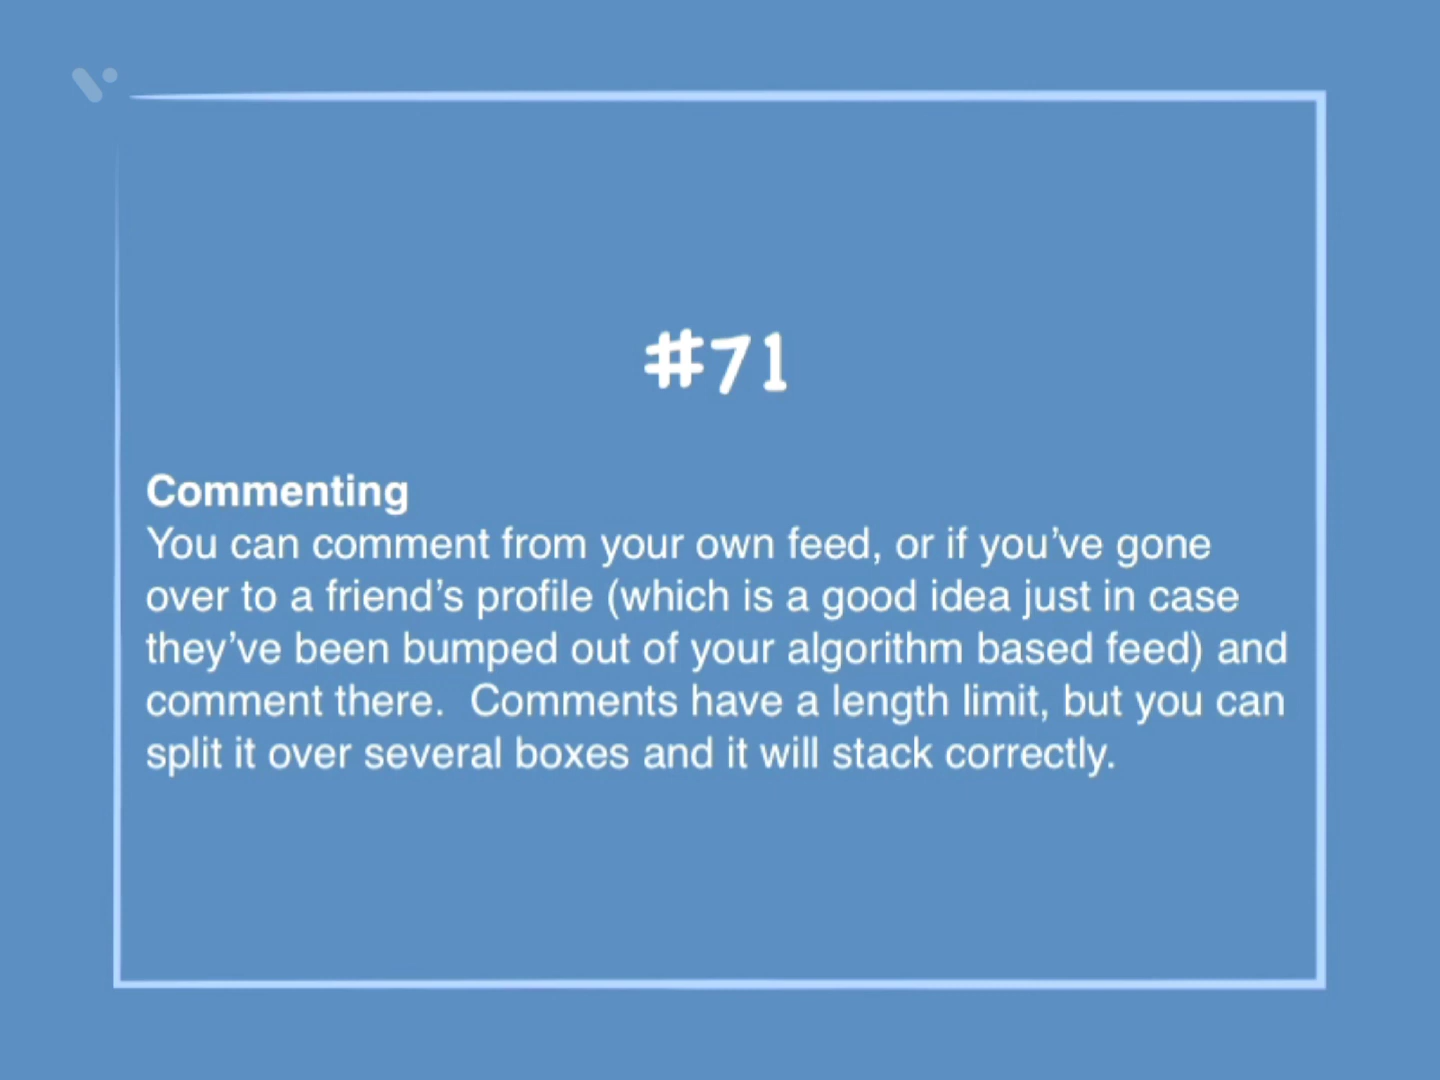 #71
Commenting
You can comment from your own feed, or if you’ve gone
over to a friend’s profile (which is a good idea just in case
they’ve been bumped out of your algorithm based feed) and
comment there.  Comments have a length limit, but you can
split it over several boxes and it will stack correctly.